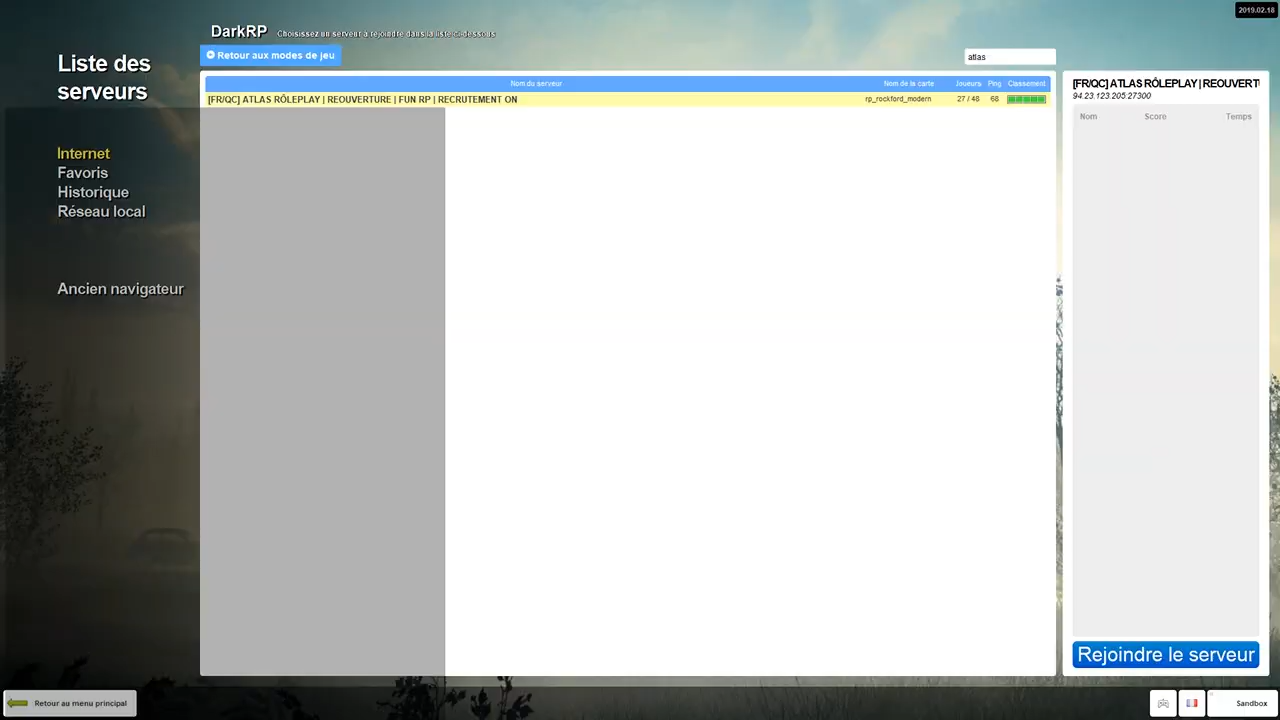 2019.02.18
DarkRP Choisissez un serveur à rejoindre dans la liste ci-dessous
Liste des
serveurs
Retour aux modes de jeu
atlas
Nom du serveur Nom de la carte Joueurs Ping Classement
[FR/QC] ATLAS RÔLEPLAY | REOUVERTURE | FUN RP | RECRUTEMENT ON rp_rockford_modern 27 / 48 68
[FR/QC] ATLAS RÔLEPLAY | REOUVERT
94.23.123.205:27300
Nom Score Temps
Internet
Favoris
Historique
Réseau local
Ancien navigateur
Rejoindre le serveur
Retour au menu principal
Sandbox